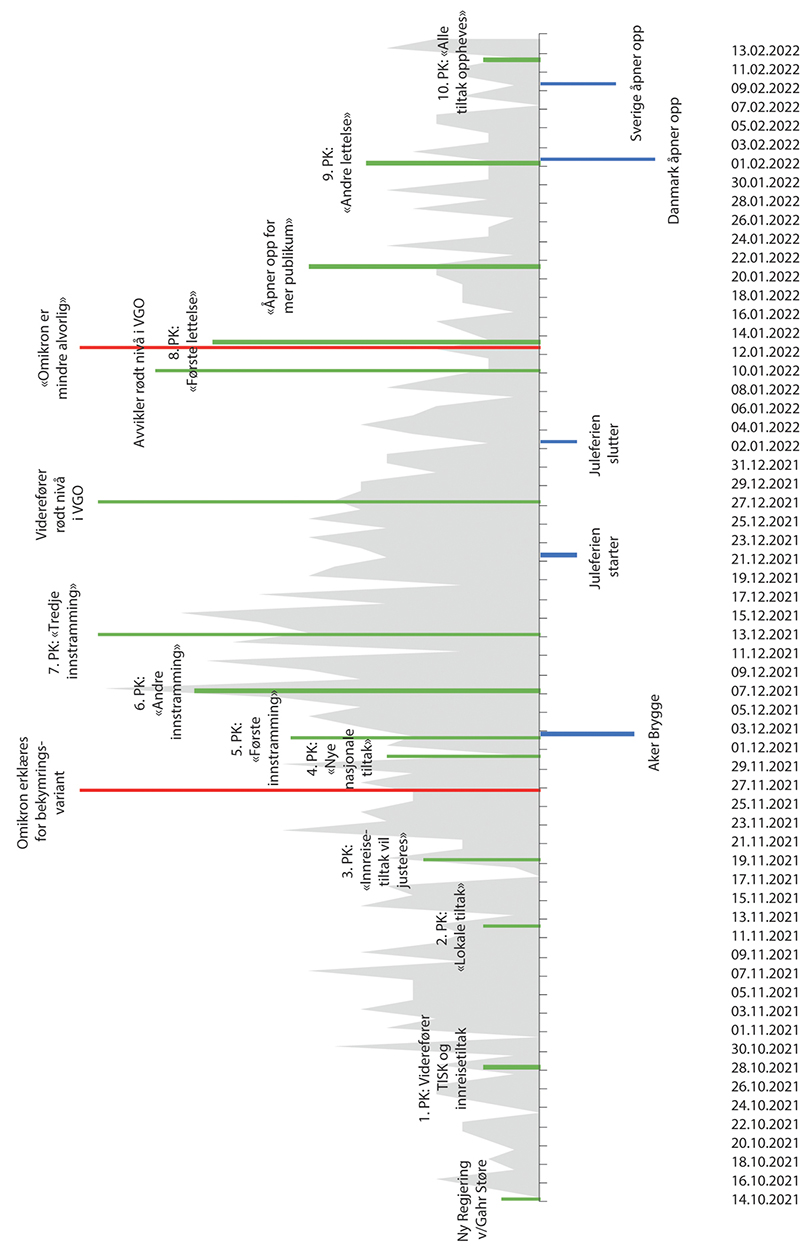 Ny Regjering
v/Gahr Støre
1. PK: Viderefører
TISK og
innreisetiltak
2. PK:
«Lokale tiltak»
3. PK:
«Innreise-
tiltak vil
justeres»
Omikron erklæres
for bekymrings-
variant
4. PK:
«Nye
nasjonale
tiltak»
5. PK:
«Første
innstramming»
6. PK:
«Andre
innstramming»
7. PK: «Tredje
innstramming»
Viderefører
rødt nivå
i VGO
Avvikler rødt nivå i VGO
«Omikron er
mindre alvorlig»
8. PK:
«Første lettelse»
«Åpner opp for
mer publikum»
9. PK:
«Andre lettelse»
10. PK: «Alle
tiltak oppheves»
Aker Brygge
Juleferien
starter
Juleferien
slutter
Danmark åpner opp
Sverige åpner opp
13.02.2022
11.02.2022
09.02.2022
07.02.2022
05.02.2022
03.02.2022
01.02.2022
30.01.2022
28.01.2022
26.01.2022
24.01.2022
22.01.2022
20.01.2022
18.01.2022
16.01.2022
14.01.2022
12.01.2022
10.01.2022
08.01.2022
06.01.2022
04.01.2022
02.01.2022
31.12.2021
29.12.2021
27.12.2021
25.12.2021
23.12.2021
21.12.2021
19.12.2021
17.12.2021
15.12.2021
13.12.2021
11.12.2021
09.12.2021
07.12.2021
05.12.2021
03.12.2021
01.12.2021
29.11.2021
27.11.2021
25.11.2021
23.11.2021
21.11.2021
19.11.2021
17.11.2021
15.11.2021
13.11.2021
11.11.2021
09.11.2021
07.11.2021
05.11.2021
03.11.2021
01.11.2021
30.10.2021
28.10.2021
26.10.2021
24.10.2021
22.10.2021
20.10.2021
18.10.2021
16.10.2021
14.10.2021